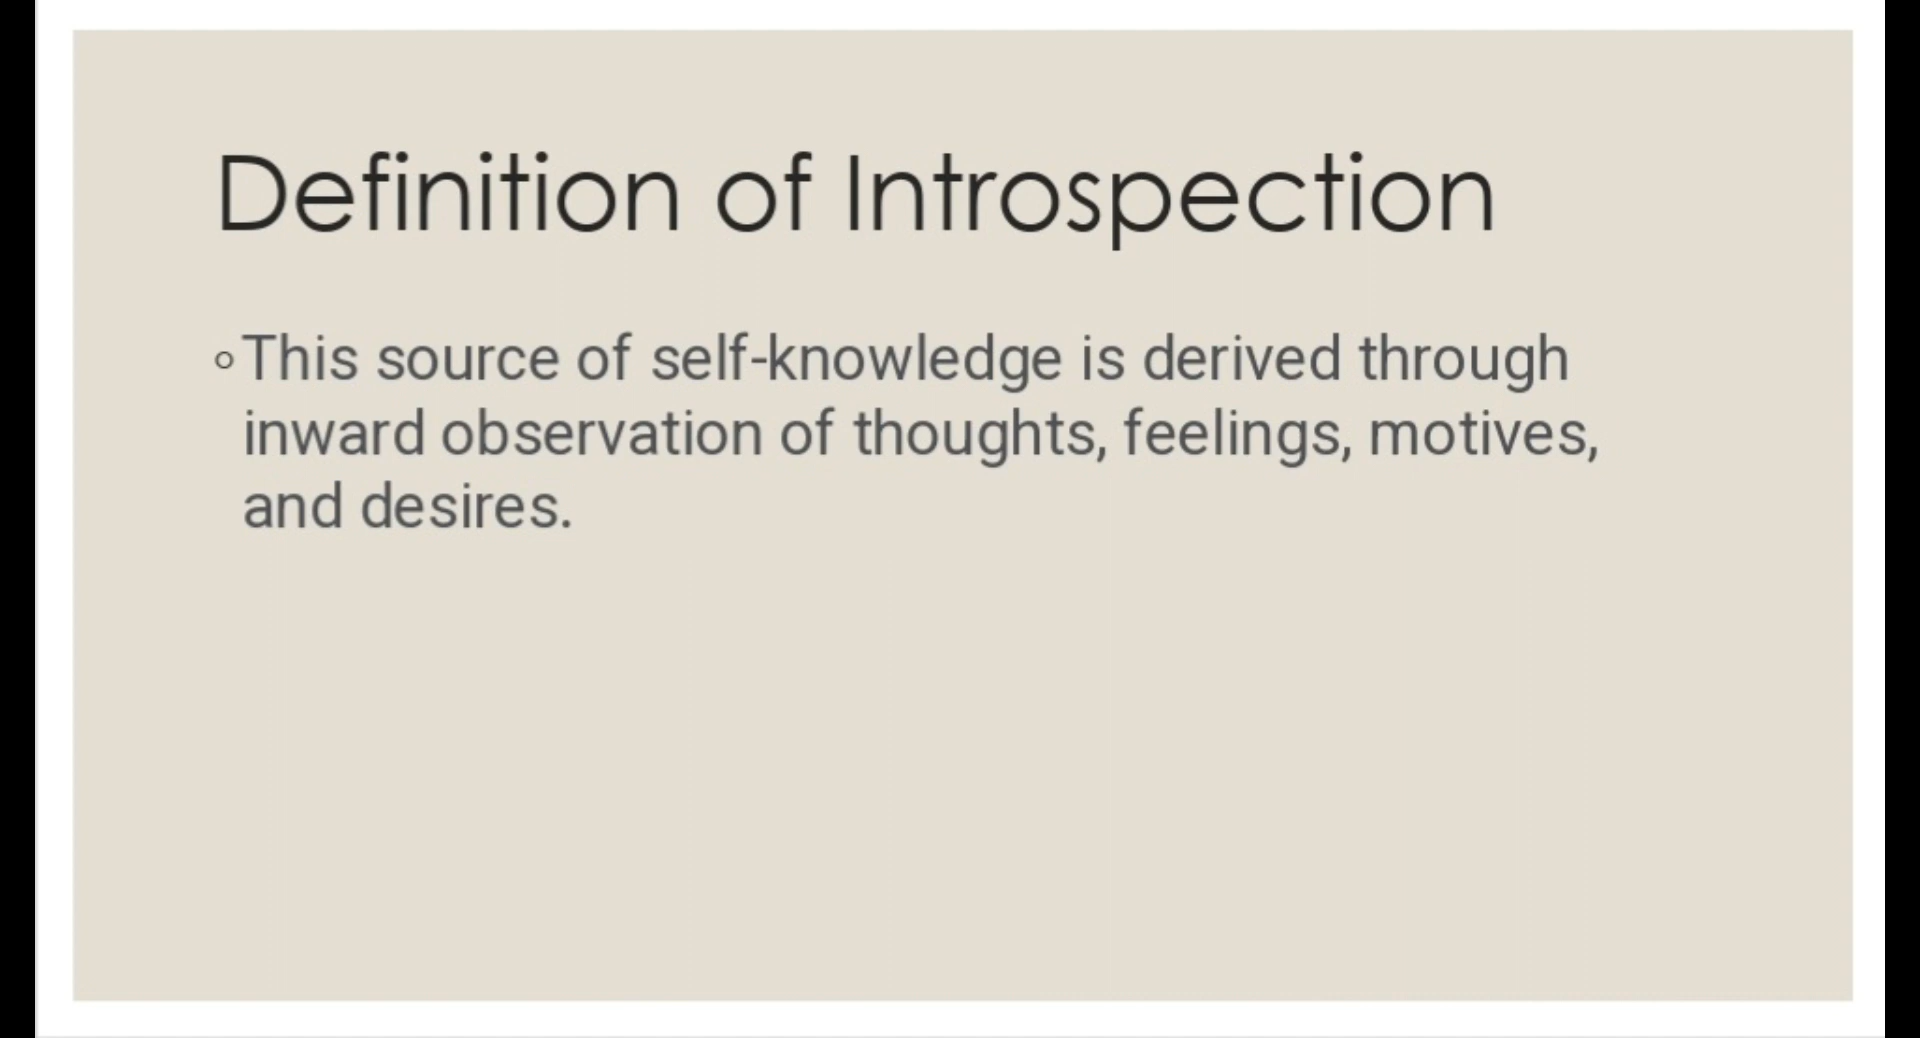 Definition of Introspection
◦This source of self-knowledge is derived through
inward observation of thoughts, feelings, motives,
and desires.